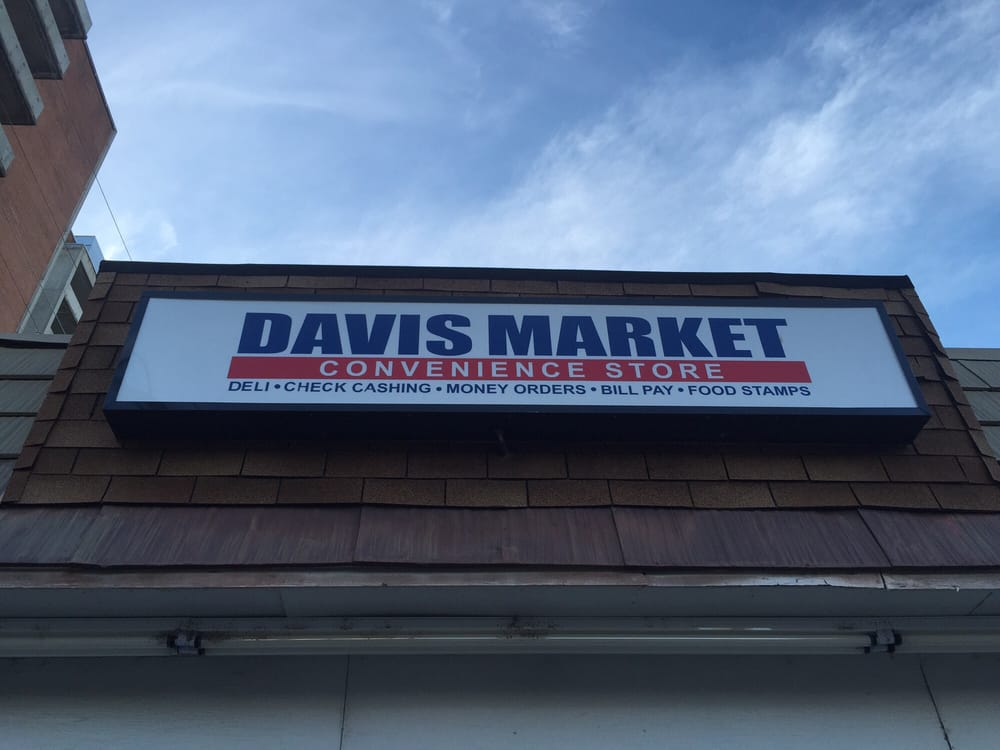 DAVIS MARKET
CONVENIENCE STORE
DELI • CHECK CASHING • MONEY ORDERS • BILL PAY • FOOD STAMPS